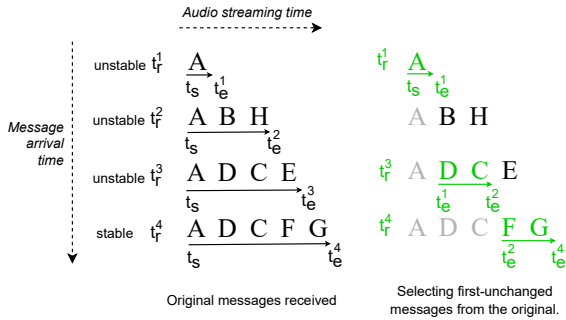 Audio streaming time
Message
arrival
time
unstable t_r^1 A
t_s t_e^1
unstable t_r^2 A B H
t_s t_e^2
unstable t_r^3 A D C E
t_s t_e^3
stable t_r^4 A D C F G
t_s t_e^4
Original messages received
t_r^1 A
t_s t_e^1
A B H
t_r^3 A D C E
t_e^1 t_e^2
t_r^4 A D C F G
t_e^2 t_e^4
Selecting first-unchanged
messages from the original.